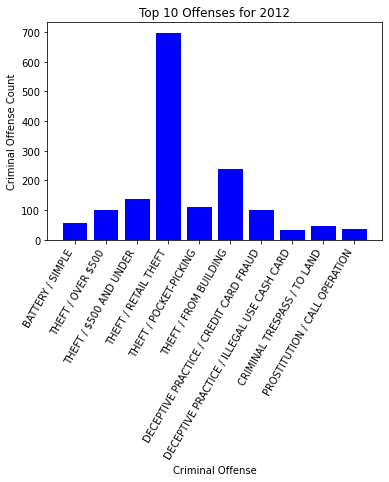 Top 10 Offenses for 2012
Criminal Offense Count
700
600
500
400
300
200
100
0
BATTERY / SIMPLE
THEFT / OVER $500
THEFT / $500 AND UNDER
THEFT / RETAIL THEFT
THEFT / POCKET-PICKING
THEFT / FROM BUILDING
DECEPTIVE PRACTICE / CREDIT CARD FRAUD
DECEPTIVE PRACTICE / ILLEGAL USE CASH CARD
CRIMINAL TRESPASS / TO LAND
PROSTITUTION / CALL OPERATION
Criminal Offense